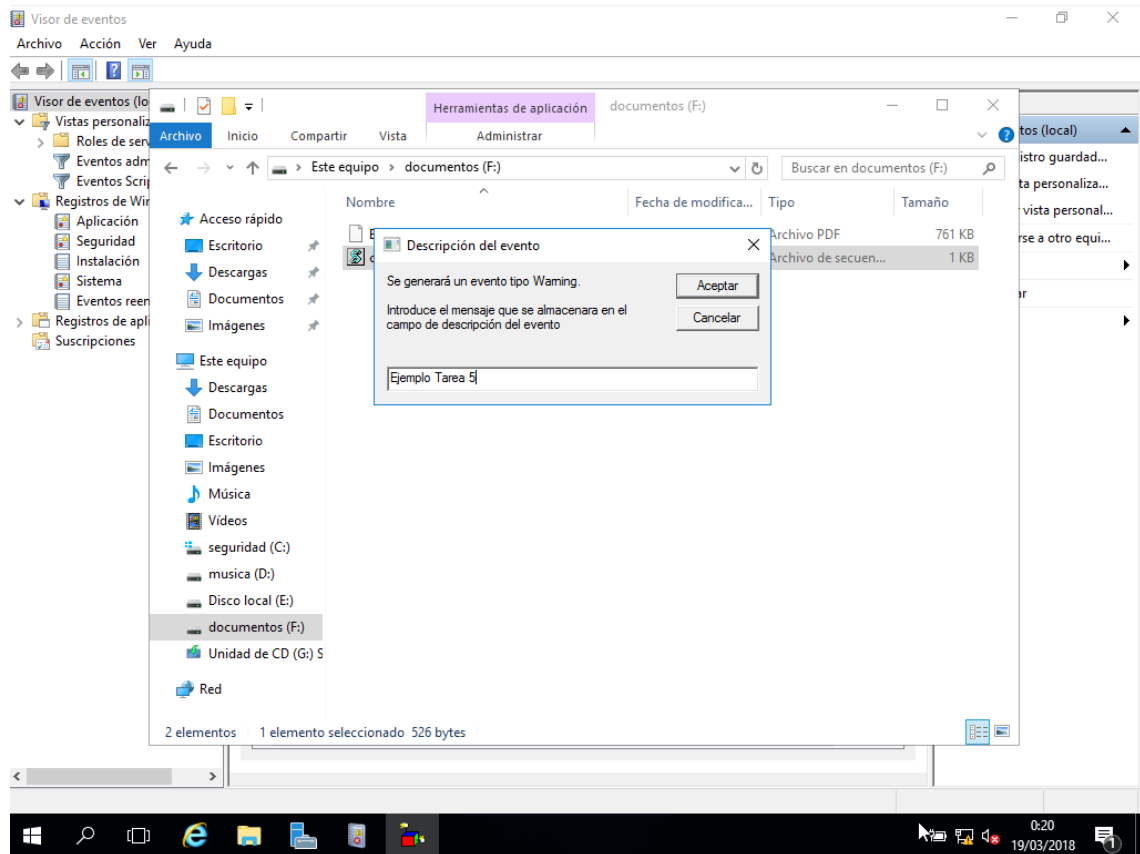 Visor de eventos
Archivo Acción Ver Ayuda
Visor de eventos (lo
Vistas personaliz
Roles de serv
Eventos adm
Eventos Scrip
Registros de Wir
Aplicación
Seguridad
Instalación
Sistema
Eventos reen
Registros de apli
Suscripciones
Herramientas de aplicación documentos (F:)
Archivo Inicio Compartir Vista Administrar
Este equipo > documentos (F:) Buscar en documentos (F:)
Acceso rápido
Escritorio
Descargas
Documentos
Imágenes
Este equipo
Descargas
Documentos
Escritorio
Imágenes
Música
Vídeos
seguridad (C:)
musica (D:)
Disco local (E:)
documentos (F:)
Unidad de CD (G:) S
Red
Nombre Fecha de modifica... Tipo Tamaño
Archivo PDF 761 KB
Archivo de secuen... 1 KB
Descripción del evento
Se generará un evento tipo Warning.
Introduce el mensaje que se almacenara en el
campo de descripción del evento
Aceptar
Cancelar
Ejemplo Tarea 5
2 elementos 1 elemento seleccionado 526 bytes
tos (local)
istro guardad...
ta personaliza...
vista personal...
rse a otro equi...
ar
0:20
19/03/2018
1